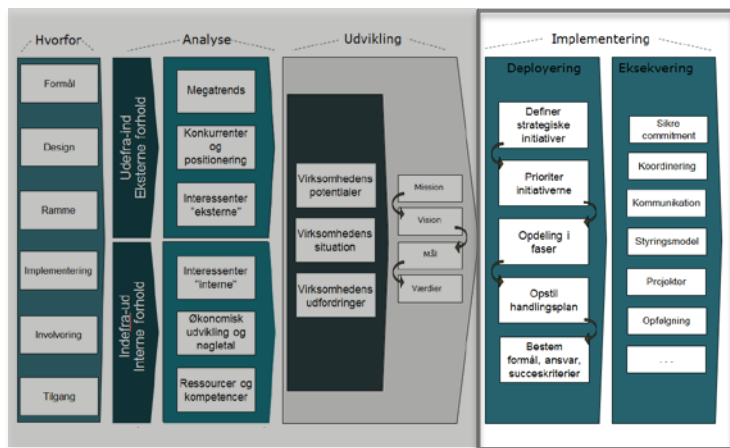 Hvorfor
Analyse
Udvikling
Implementering
Formål
Design
Ramme
Implementering
Involvering
Tilgang
Udefra-ind
Eksterne forhold
Indefra-ud
Interne forhold
Megatrends
Konkurrenter
og
positionering
Interessenter
"eksterne"
Interessenter
"interne"
Økonomisk
udvikling og
nøgletal
Ressourcer og
kompetencer
Virksomhedens
potentialer
Virksomhedens
situation
Virksomhedens
udfordringer
Mission
Vision
Mål
Værdier
Deployering
Definer
strategiske
initiativer
Prioriter
initiativerne
Opdeling i
faser
Opstil
handlingsplan
Bestem
formål, ansvar,
succeskriterier
Eksekvering
Sikre
commitment
Koordinering
Kommunikation
Styringsmodel
Projekter
Opfølgning
...